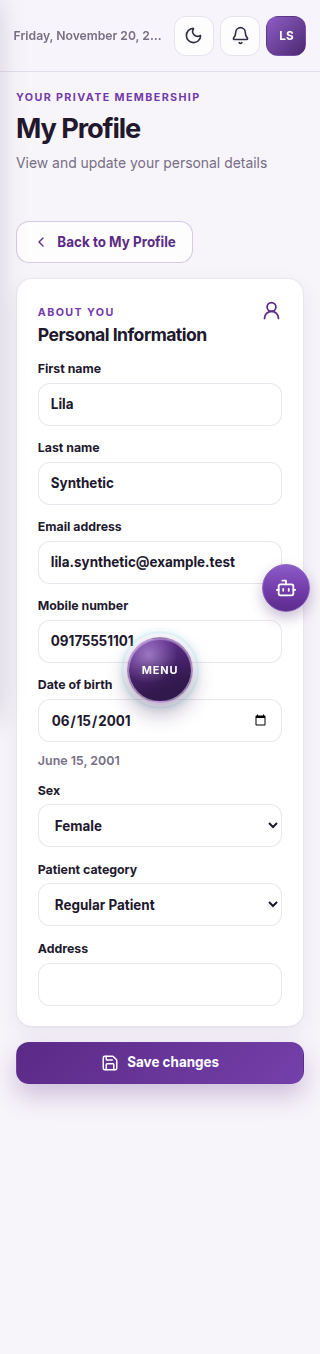 Friday, November 20, 2...
LS
YOUR PRIVATE MEMBERSHIP
My Profile
View and update your personal details
Back to My Profile
ABOUT YOU
Personal Information
First name
Lila
Last name
Synthetic
Email address
lila.synthetic@example.test
Mobile number
09175551101
MENU
Date of birth
06/15/2001
June 15, 2001
Sex
Female
Patient category
Regular Patient
Address
Save changes